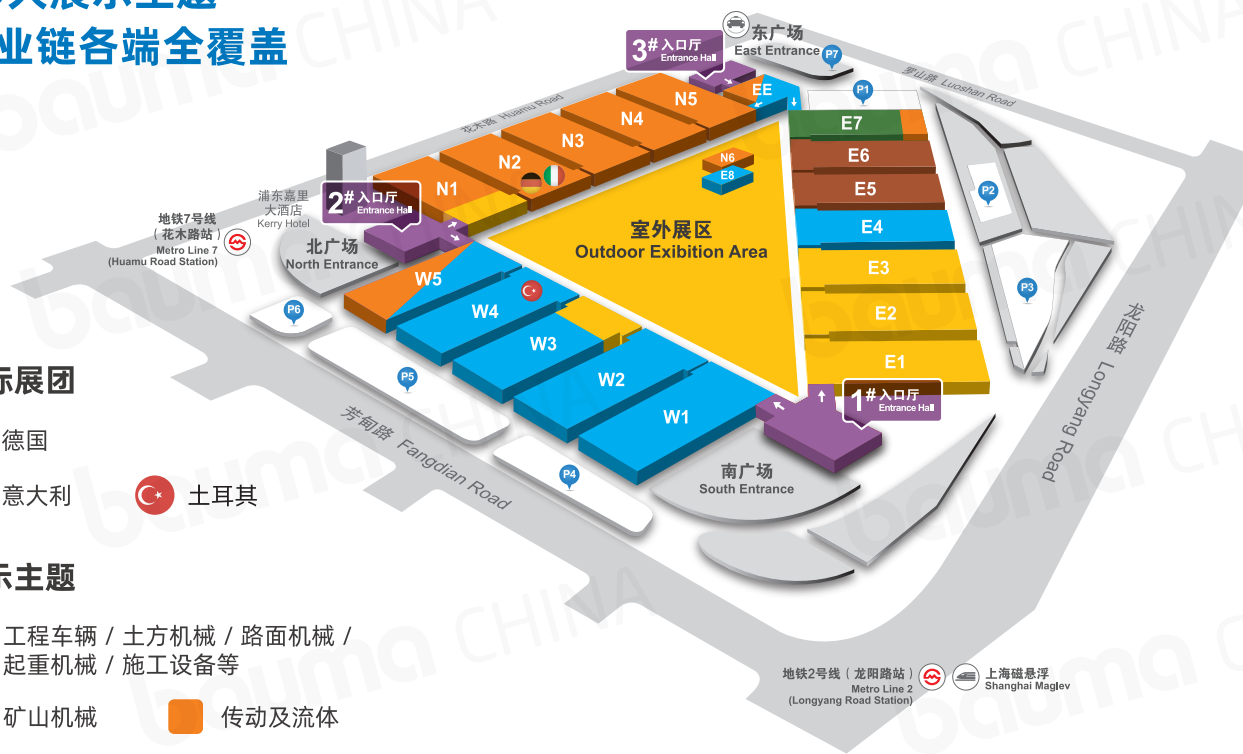 大展示主题
业链各端全覆盖
3# 入口厅
Entrance Hall
东广场
East Entrance
P7
罗山路 Luoshan Road
花木路 Huamu Road
EE
P1
N5
N4
N3
N2
N1
E7
E6
E5
E4
E3
E2
E1
N6
E8
P2
P3
室外展区
Outdoor Exibition Area
浦东嘉里
大酒店
Kerry Hotel
2# 入口厅
Entrance Hall
地铁7号线
（花木路站）
Metro Line 7
(Huamu Road Station)
北广场
North Entrance
W5
W4
W3
W2
W1
P6
P5
P4
龙阳路 Longyang Road
1# 入口厅
Entrance Hall
芳甸路 Fangdian Road
南广场
South Entrance
示展团
德国
意大利
土耳其
示主题
工程车辆 / 土方机械 / 路面机械 /
起重机械 / 施工设备等
矿山机械
传动及流体
地铁2号线（龙阳路站）
Metro Line 2
(Longyang Road Station)
上海磁悬浮
Shanghai Maglev
bauma CHINA